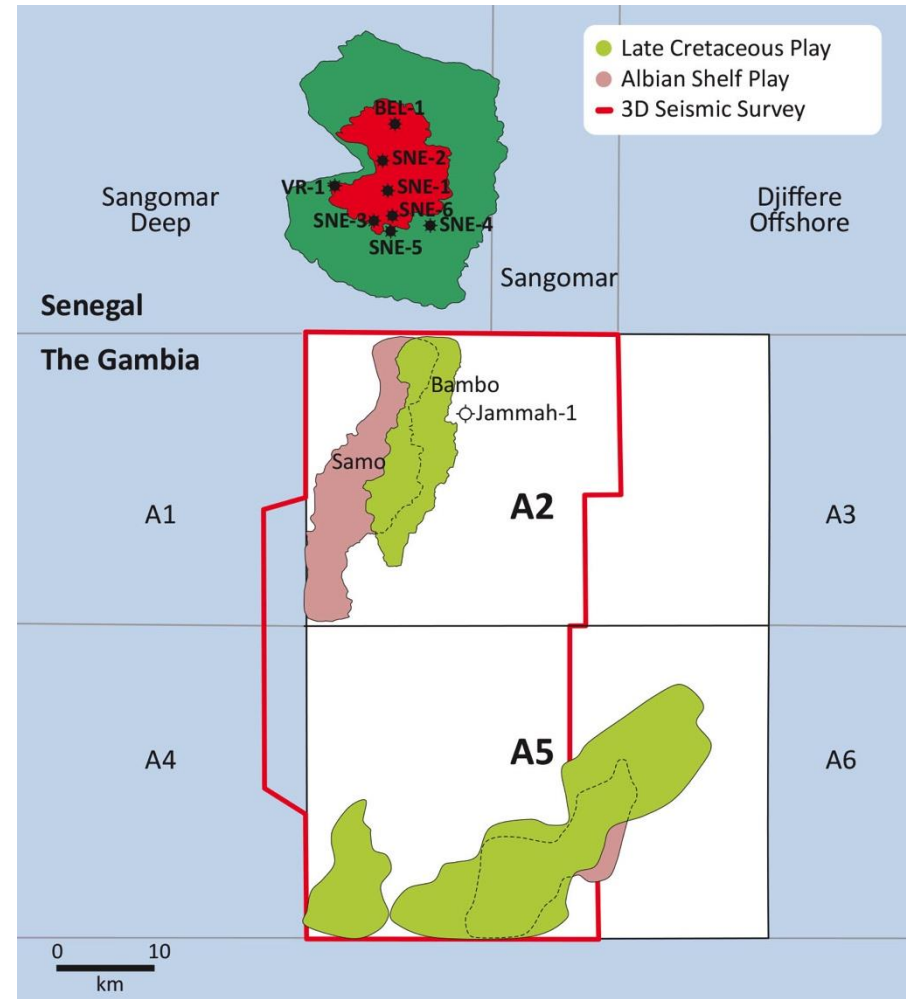 Late Cretaceous Play
Albian Shelf Play
3D Seismic Survey
BEL-1
SNE-2
VR-1
SNE-1
SNE-6
SNE-3
SNE-4
SNE-5
Sangomar
Deep
Djiffere
Offshore
Sangomar
Senegal
The Gambia
Bambo
Jammah-1
Samo
A1
A2
A3
A4
A5
A6
0 10
km